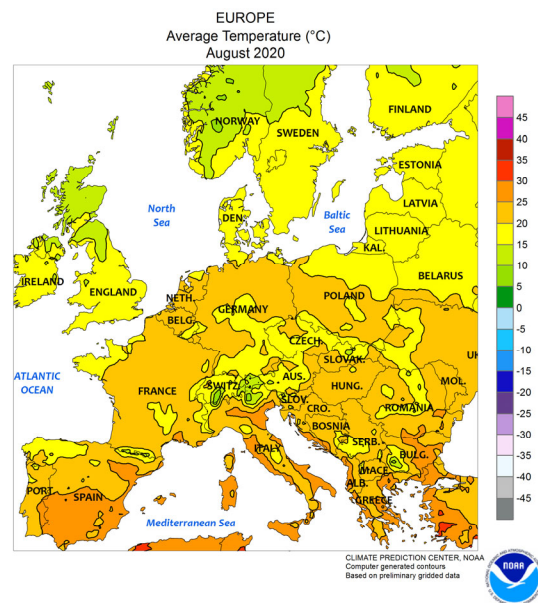 EUROPE
Average Temperature (°C)
August 2020
NORWAY
FINLAND
SWEDEN
ESTONIA
North
Sea
DEN.
Baltic
Sea
LATVIA
LITHUANIA
KAL.
IRELAND
ENGLAND
NETH.
BELG.
GERMANY
POLAND
BELARUS
CZECH.
SLOVAK.
UK
ATLANTIC
OCEAN
FRANCE
SWITZ.
AUS.
HUNG.
MOL.
SLOV.
CRO.
ROMANIA
BOSNIA
SERB.
ITALY
BULG.
MACE.
ALB.
GREECE
PORT.
SPAIN
Mediterranean Sea
45
40
35
30
25
20
15
10
5
0
-5
-10
-15
-20
-25
-30
-35
-40
-45
CLIMATE PREDICTION CENTER, NOAA
Computer generated contours
Based on preliminary gridded data
NOAA